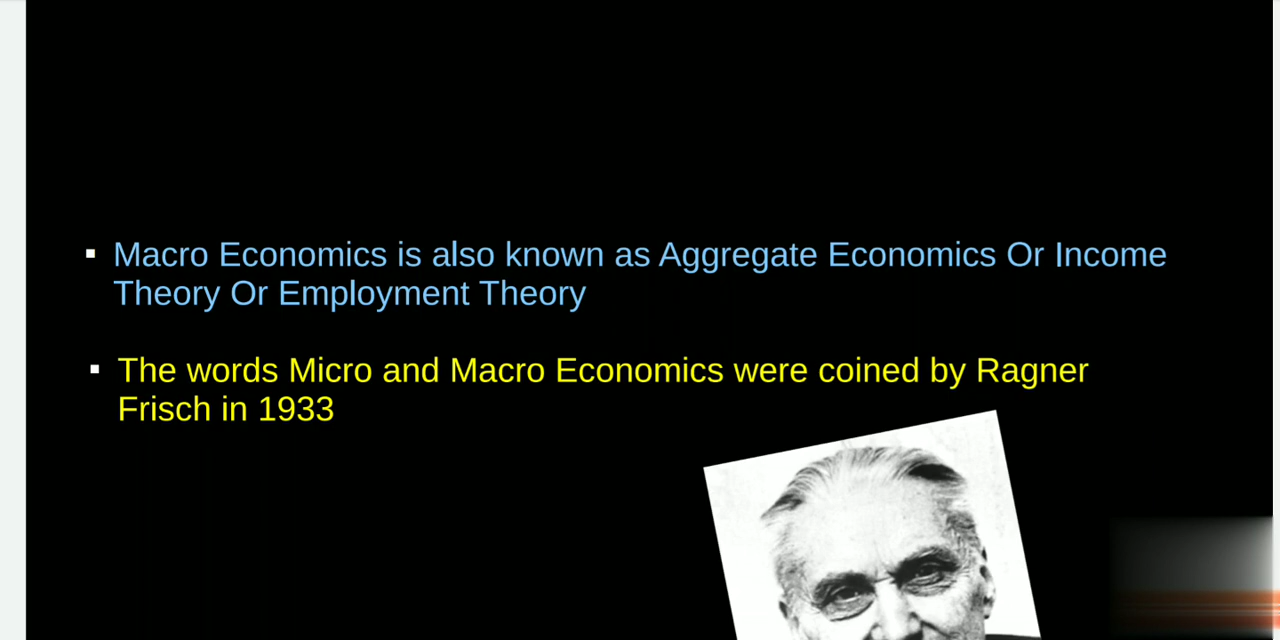 Macro Economics is also known as Aggregate Economics Or Income
Theory Or Employment Theory
The words Micro and Macro Economics were coined by Ragner
Frisch in 1933